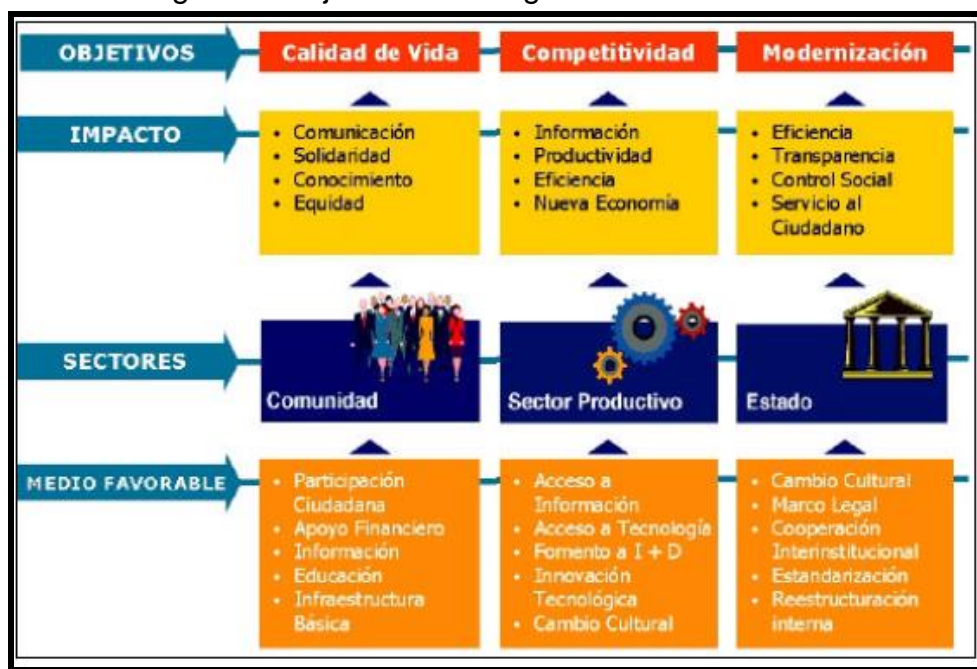 OBJETIVOS
Calidad de Vida
Competitividad
Modernización
IMPACTO
• Comunicación
• Solidaridad
• Conocimiento
• Equidad
• Información
• Productividad
• Eficiencia
• Nueva Economía
• Eficiencia
• Transparencia
• Control Social
• Servicio al
Ciudadano
SECTORES
Comunidad
Sector Productivo
Estado
MEDIO FAVORABLE
• Participación
Ciudadana
• Apoyo Financiero
• Información
• Educación
• Infraestructura
Básica
• Acceso a
Información
• Acceso a Tecnología
• Fomento a I + D
• Innovación
Tecnológica
• Cambio Cultural
• Cambio Cultural
• Marco Legal
• Cooperación
Interinstitucional
• Estandarización
• Reestructuración
interna